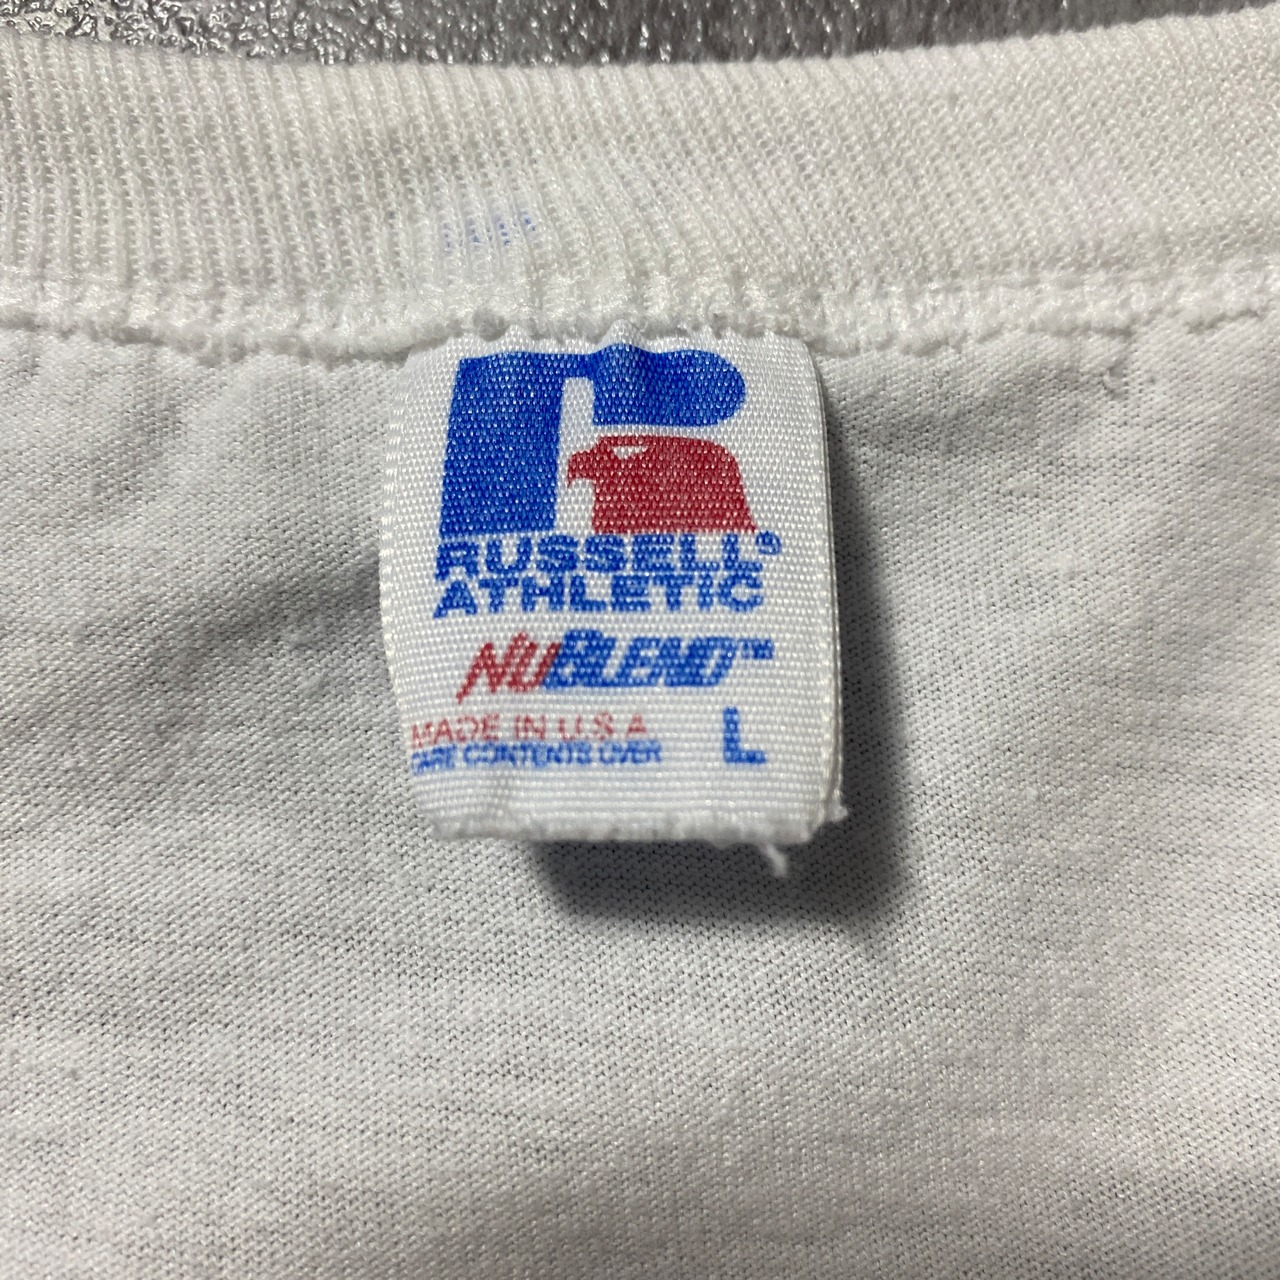 RUSSELL®
ATHLETIC
NUBLEND™
MADE IN U.S.A
L
CARE CONTENTS OVER